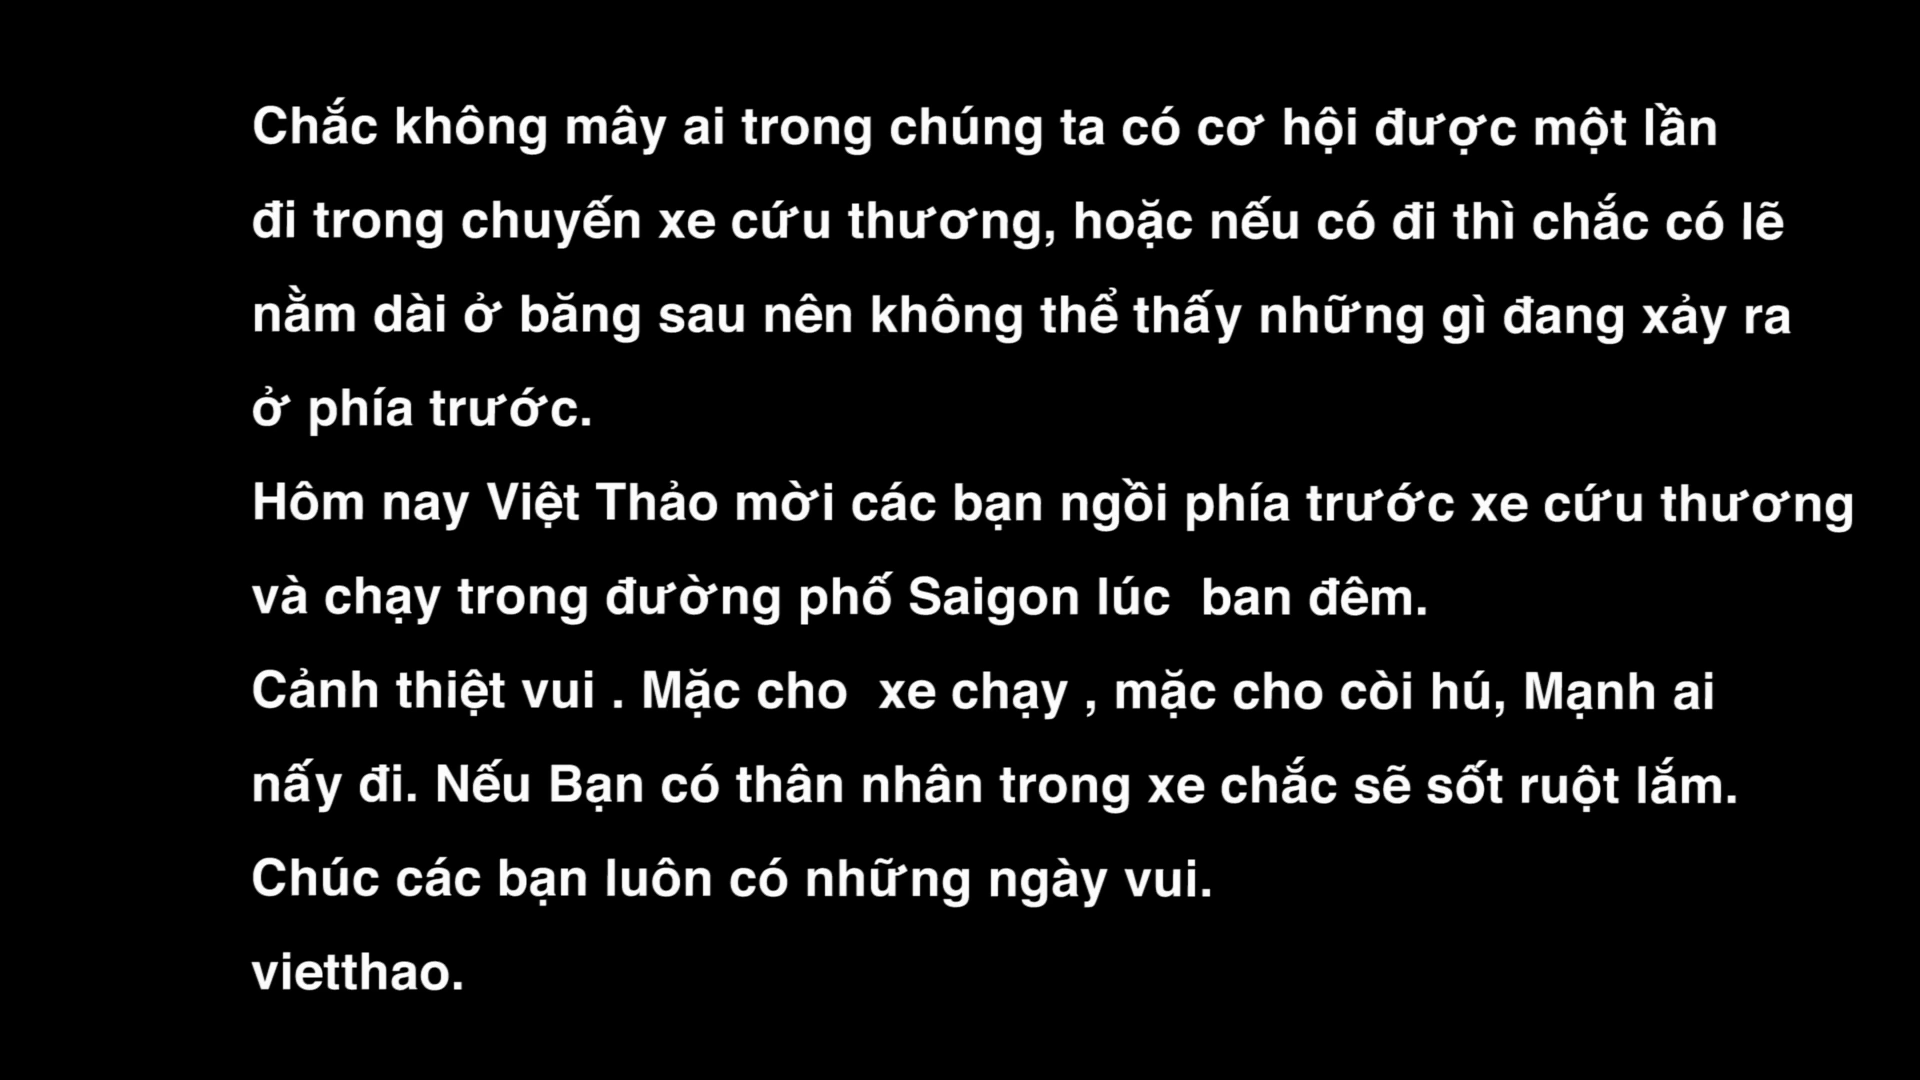 Chắc không mây ai trong chúng ta có cơ hội được một lần
đi trong chuyến xe cứu thương, hoặc nếu có đi thì chắc có lẽ
nằm dài ở băng sau nên không thể thấy những gì đang xảy ra
ở phía trước.
Hôm nay Việt Thảo mời các bạn ngồi phía trước xe cứu thương
và chạy trong đường phố Saigon lúc  ban đêm.
Cảnh thiệt vui . Mặc cho  xe chạy , mặc cho còi hú, Mạnh ai
nấy đi. Nếu Bạn có thân nhân trong xe chắc sẽ sốt ruột lắm.
Chúc các bạn luôn có những ngày vui.
vietthao.